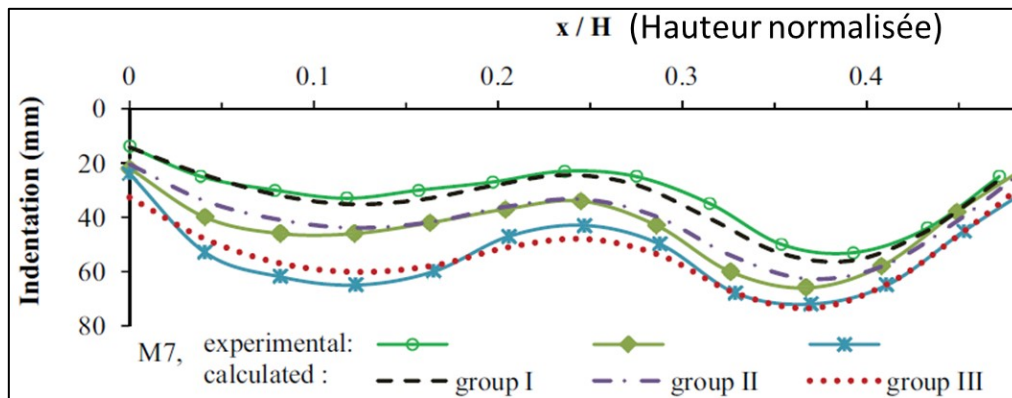 x / H (Hauteur normalisée)
0 0.1 0.2 0.3 0.4
Indentation (mm)
0
20
40
60
80
M7, experimental:
calculated : group I group II group III